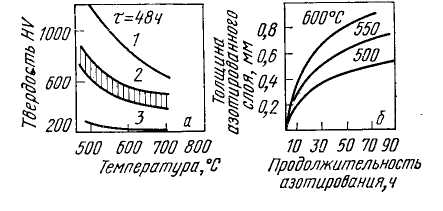 Твердость HV
1000
600
200
τ=48ч
1
2
3
а
500 600 700 800
Температура,°С
Толщина
азотированного
слоя, мм
0,8
0,6
0,4
0,2
600°С
550
500
б
10 30 50 70 90
Продолжительность
азотирования,ч